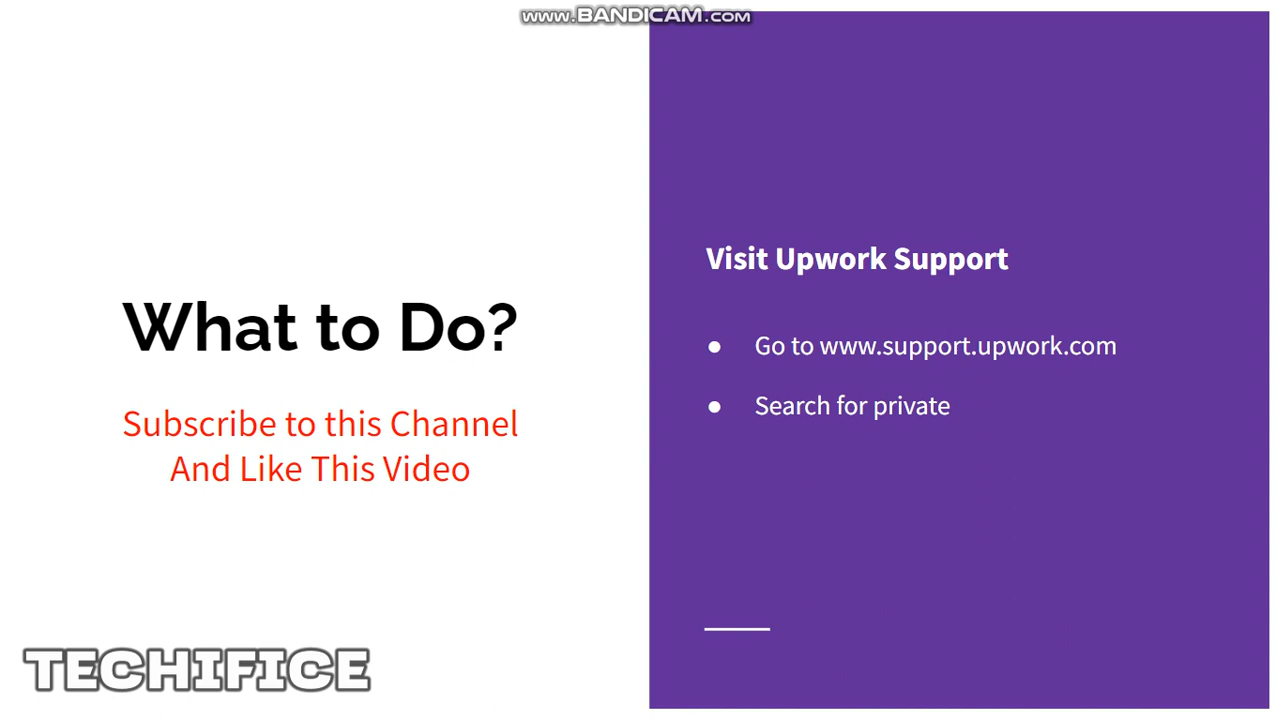 www.BANDICAM.com
What to Do?
Subscribe to this Channel
And Like This Video
Visit Upwork Support
● Go to www.support.upwork.com
● Search for private
TECHIFICE